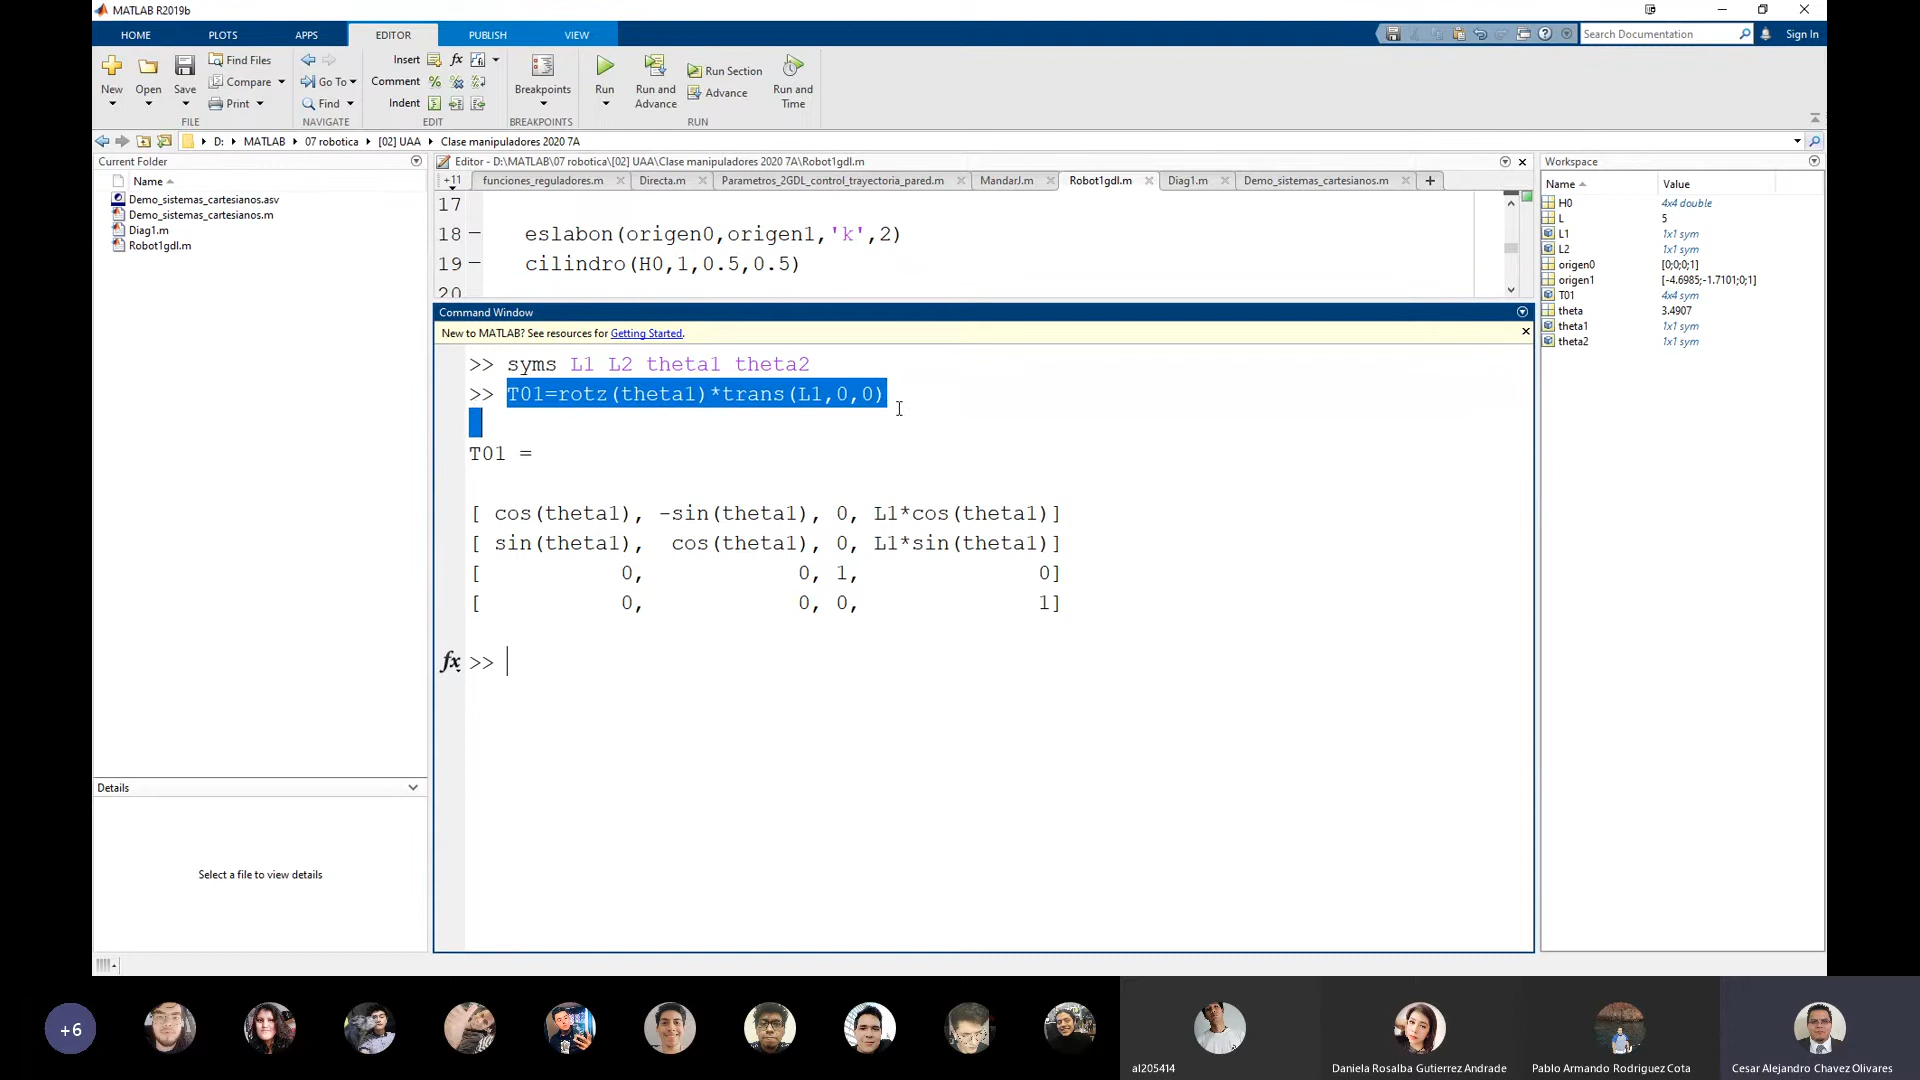 MATLAB R2019b
HOME PLOTS APPS EDITOR PUBLISH VIEW
Search Documentation
Sign In
New
Open
Save
Find Files
Compare
Print
FILE
Go To
Find
NAVIGATE
Insert fx
Comment %
Indent
EDIT
Breakpoints
BREAKPOINTS
Run
Run and Advance
Run Section
Advance
Run and Time
RUN
D: MATLAB 07 robotica [02] UAA Clase manipuladores 2020 7A
Current Folder
Name
Demo_sistemas_cartesianos.asv
Demo_sistemas_cartesianos.m
Diag1.m
Robot1gdl.m
Details
Select a file to view details
Editor - D:\MATLAB\07 robotica\[02] UAA\Clase manipuladores 2020 7A\Robot1gdl.m
+11 funciones_reguladores.m Directa.m Parametros_2GDL_control_trayectoria_pared.m MandarJ.m Robot1gdl.m Diag1.m Demo_sistemas_cartesianos.m +
17
18 — eslabon(origen0,origen1,'k',2)
19 — cilindro(H0,1,0.5,0.5)
20
Command Window
New to MATLAB? See resources for Getting Started.
>> syms L1 L2 theta1 theta2
>> T01=rotz(theta1)*trans(L1,0,0)
T01 =
[ cos(theta1), -sin(theta1), 0, L1*cos(theta1)]
[ sin(theta1),  cos(theta1), 0, L1*sin(theta1)]
[           0,            0, 1,              0]
[           0,            0, 0,              1]
fx >>
Workspace
Name Value
H0 4x4 double
L 5
L1 1x1 sym
L2 1x1 sym
origen0 [0;0;0;1]
origen1 [-4.6985;-1.7101;0;1]
T01 4x4 sym
theta 3.4907
theta1 1x1 sym
theta2 1x1 sym
+6
al205414
Daniela Rosalba Gutierrez Andrade
Pablo Armando Rodriguez Cota
Cesar Alejandro Chavez Olivares